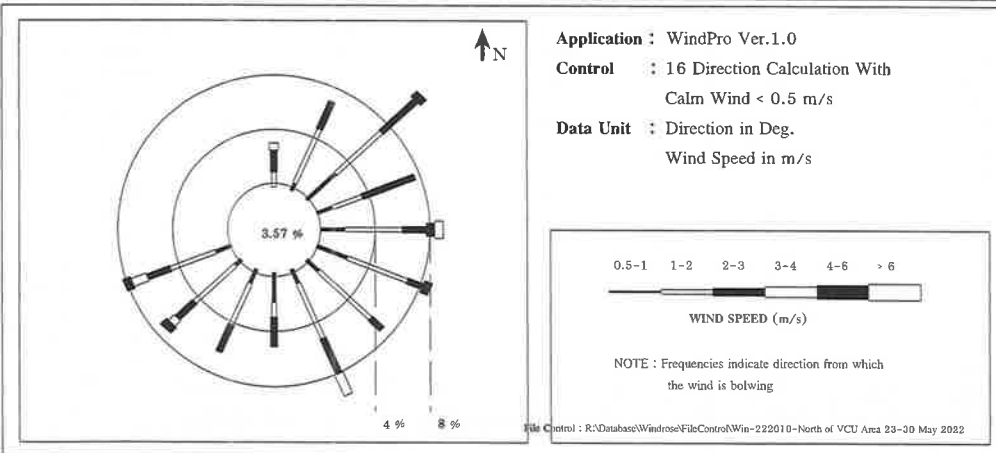 N
3.57 %
4 % 8 %
Application : WindPro Ver.1.0
Control : 16 Direction Calculation With
Calm Wind < 0.5 m/s
Data Unit : Direction in Deg.
Wind Speed in m/s
0.5-1 1-2 2-3 3-4 4-6 > 6
WIND SPEED (m/s)
NOTE : Frequencies indicate direction from which
the wind is bolwing
File Control : R:\Database\Windrose\FileControl\Win-222010-North of VCU Area 23-30 May 2022